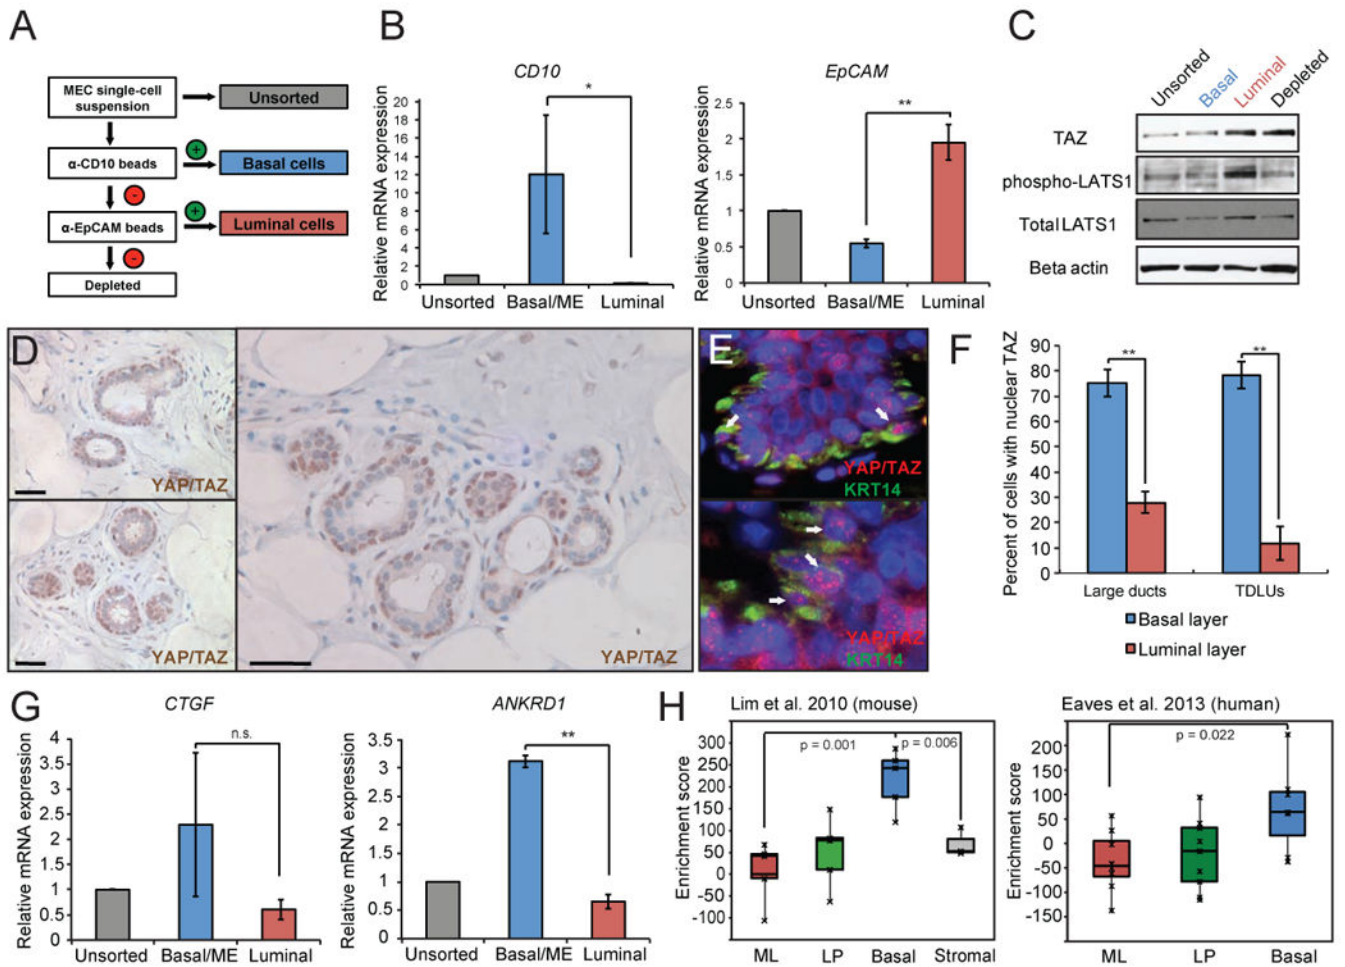 A
MEC single-cell
suspension
Unsorted
α-CD10 beads
+
Basal cells
-
α-EpCAM beads
+
Luminal cells
-
Depleted
B
CD10
Relative mRNA expression
20
18
16
14
12
10
8
6
4
2
0
*
Unsorted Basal/ME Luminal
EpCAM
Relative mRNA expression
2.5
2
1.5
1
0.5
0
**
Unsorted Basal/ME Luminal
C
Unsorted
Basal
Luminal
Depleted
TAZ
phospho-LATS1
Total LATS1
Beta actin
D
YAP/TAZ
YAP/TAZ
YAP/TAZ
E
YAP/TAZ
KRT14
YAP/TAZ
KRT14
F
Percent of cells with nuclear TAZ
90
80
70
60
50
40
30
20
10
0
**
**
Large ducts TDLUs
Basal layer
Luminal layer
G
CTGF
Relative mRNA expression
4
3.5
3
2.5
2
1.5
1
0.5
0
n.s.
Unsorted Basal/ME Luminal
ANKRD1
Relative mRNA expression
3.5
3
2.5
2
1.5
1
0.5
0
**
Unsorted Basal/ME Luminal
H
Lim et al. 2010 (mouse)
Enrichment score
300
250
200
150
100
50
0
-50
-100
p = 0.001
p = 0.006
ML LP Basal Stromal
Eaves et al. 2013 (human)
Enrichment score
200
150
100
50
0
-50
-100
-150
p = 0.022
ML LP Basal